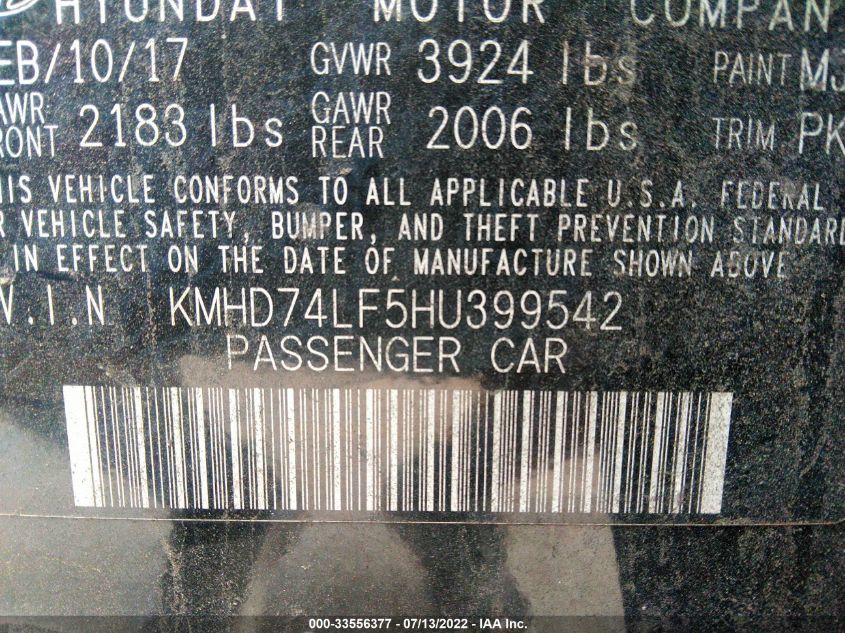 HYUNDAI MOTOR COMPAN
EB/10/17 GVWR 3924 lbs PAINT MJ
AWR FRONT 2183 lbs GAWR REAR 2006 lbs TRIM PK
HIS VEHICLE CONFORMS TO ALL APPLICABLE U.S.A. FEDERAL
R VEHICLE SAFETY, BUMPER, AND THEFT PREVENTION STANDARD
IN EFFECT ON THE DATE OF MANUFACTURE SHOWN ABOVE
V.I.N KMHD74LF5HU399542
PASSENGER CAR
000-33556377 - 07/13/2022 - IAA Inc.